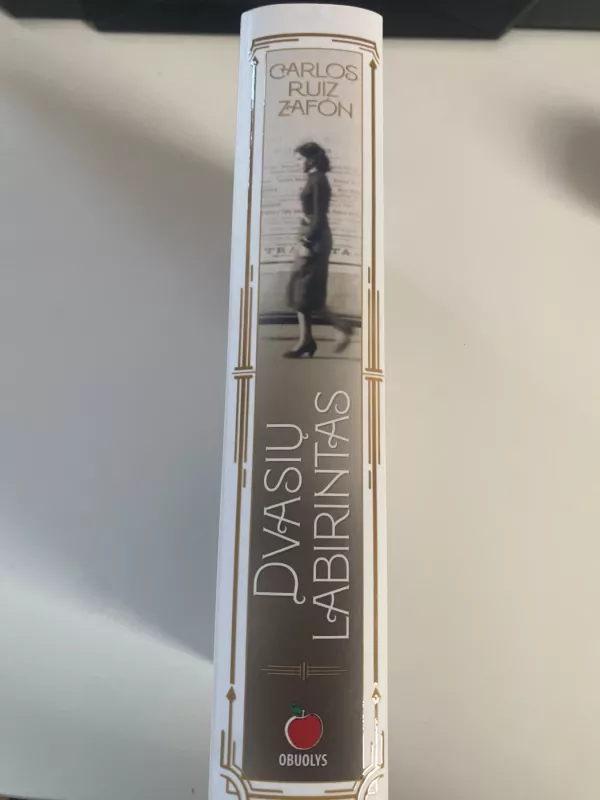 CARLOS
RUIZ
ZAFÓN
DVASIŲ
LABIRINTAS
OBUOLYS